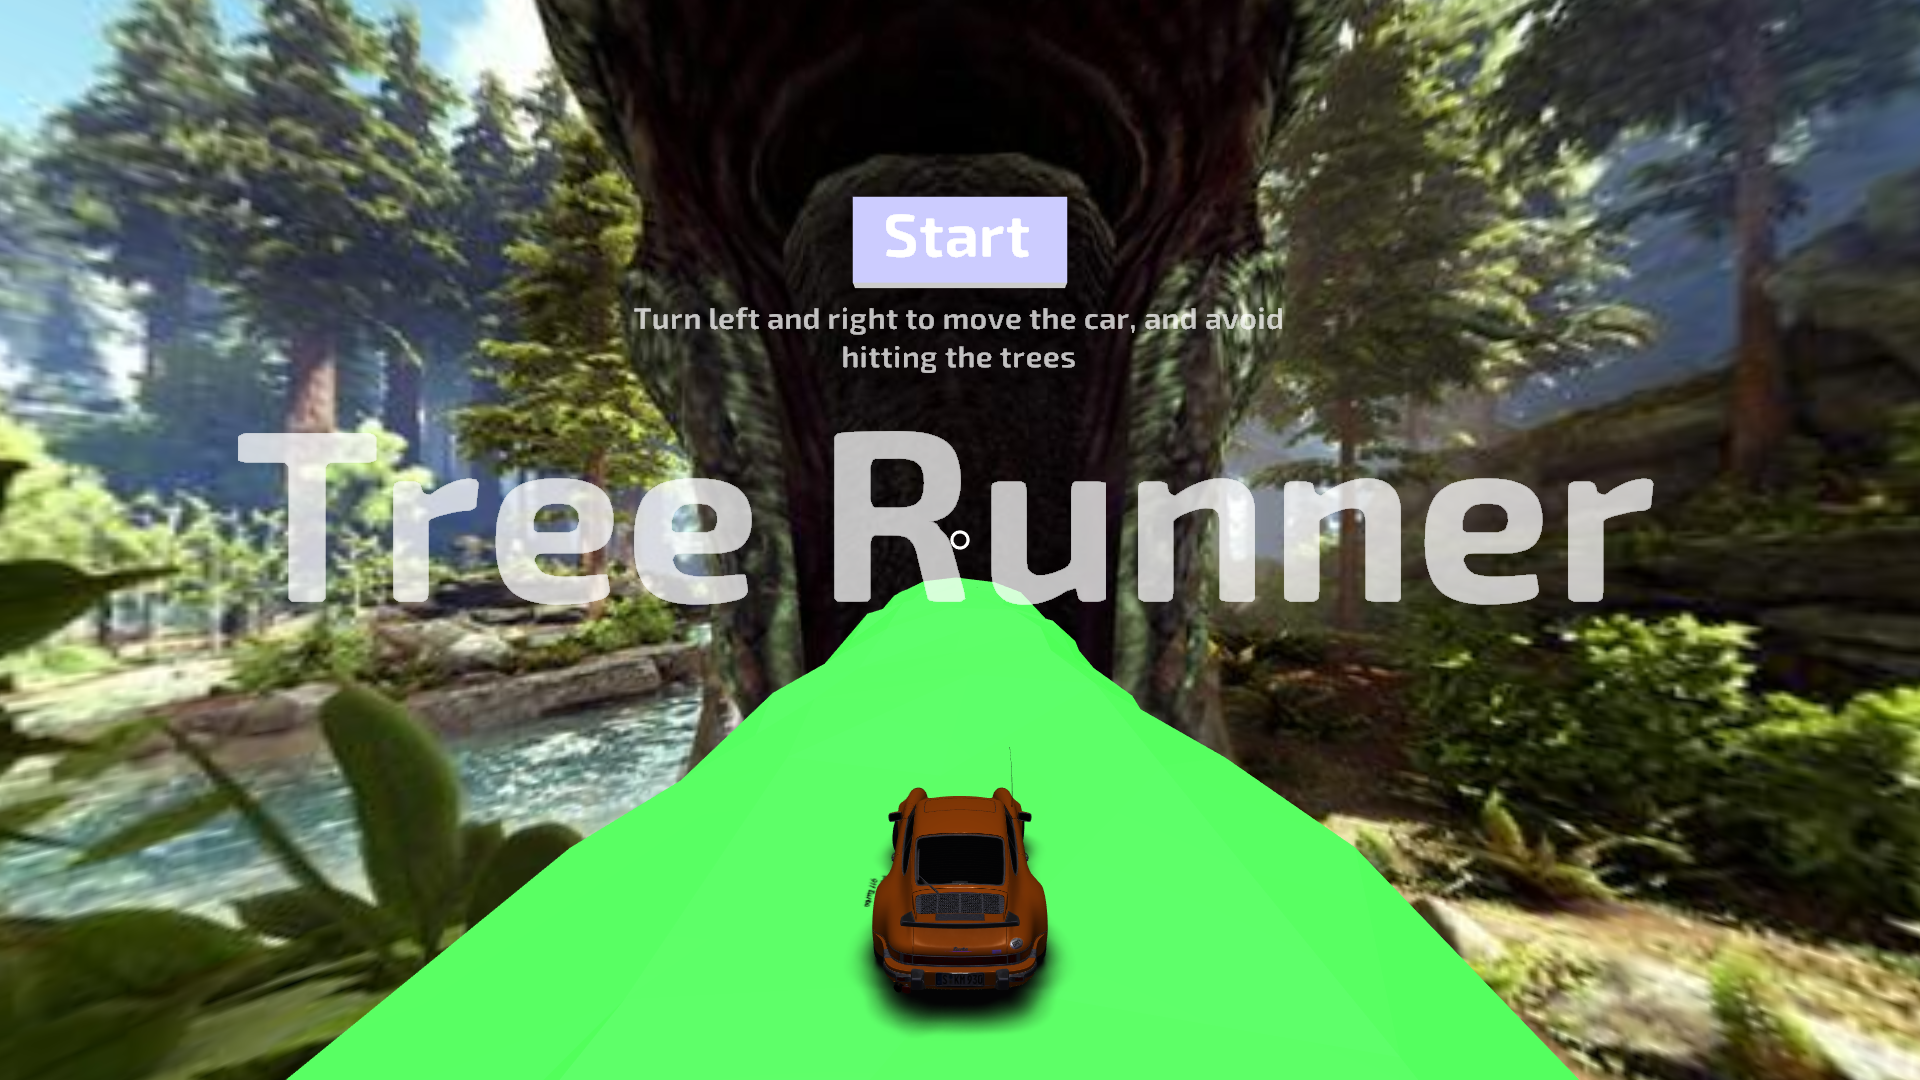 Start
Turn left and right to move the car, and avoid
hitting the trees
Tree Runner